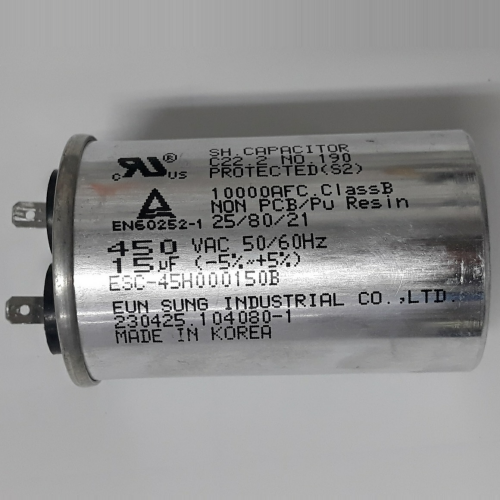 SH.CAPACITOR
C22.2 NO.190
c RU ® US PROTECTED(S2)
10000AFC.ClassB
NON PCB/Pu Resin
EN60252-1 25/80/21
450 VAC 50/60Hz
15µF (-5%~+5%)
ESC-45H000150B
EUN SUNG INDUSTRIAL CO.,LTD.
230425.104080-1
MADE IN KOREA